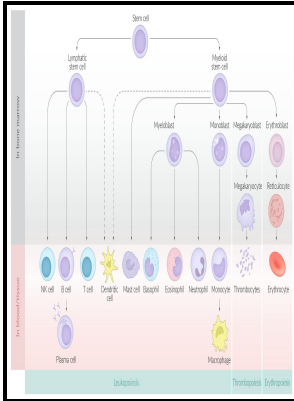 Stem cell
Lymphatic
stem cell
Myeloid
stem cell
Myeloblast
Monoblast
Megakaryoblast
Erythroblast
In bone marrow
Megakaryocyte
Reticulocyte
In blood/tissue
NK cell
B cell
T cell
Dendritic
cell
Mast cell
Basophil
Eosinophil
Neutrophil
Monocyte
Thrombocytes
Erythrocyte
Plasma cell
Macrophage
Leukopoiesis
Thrombopoiesis
Erythropoiesis